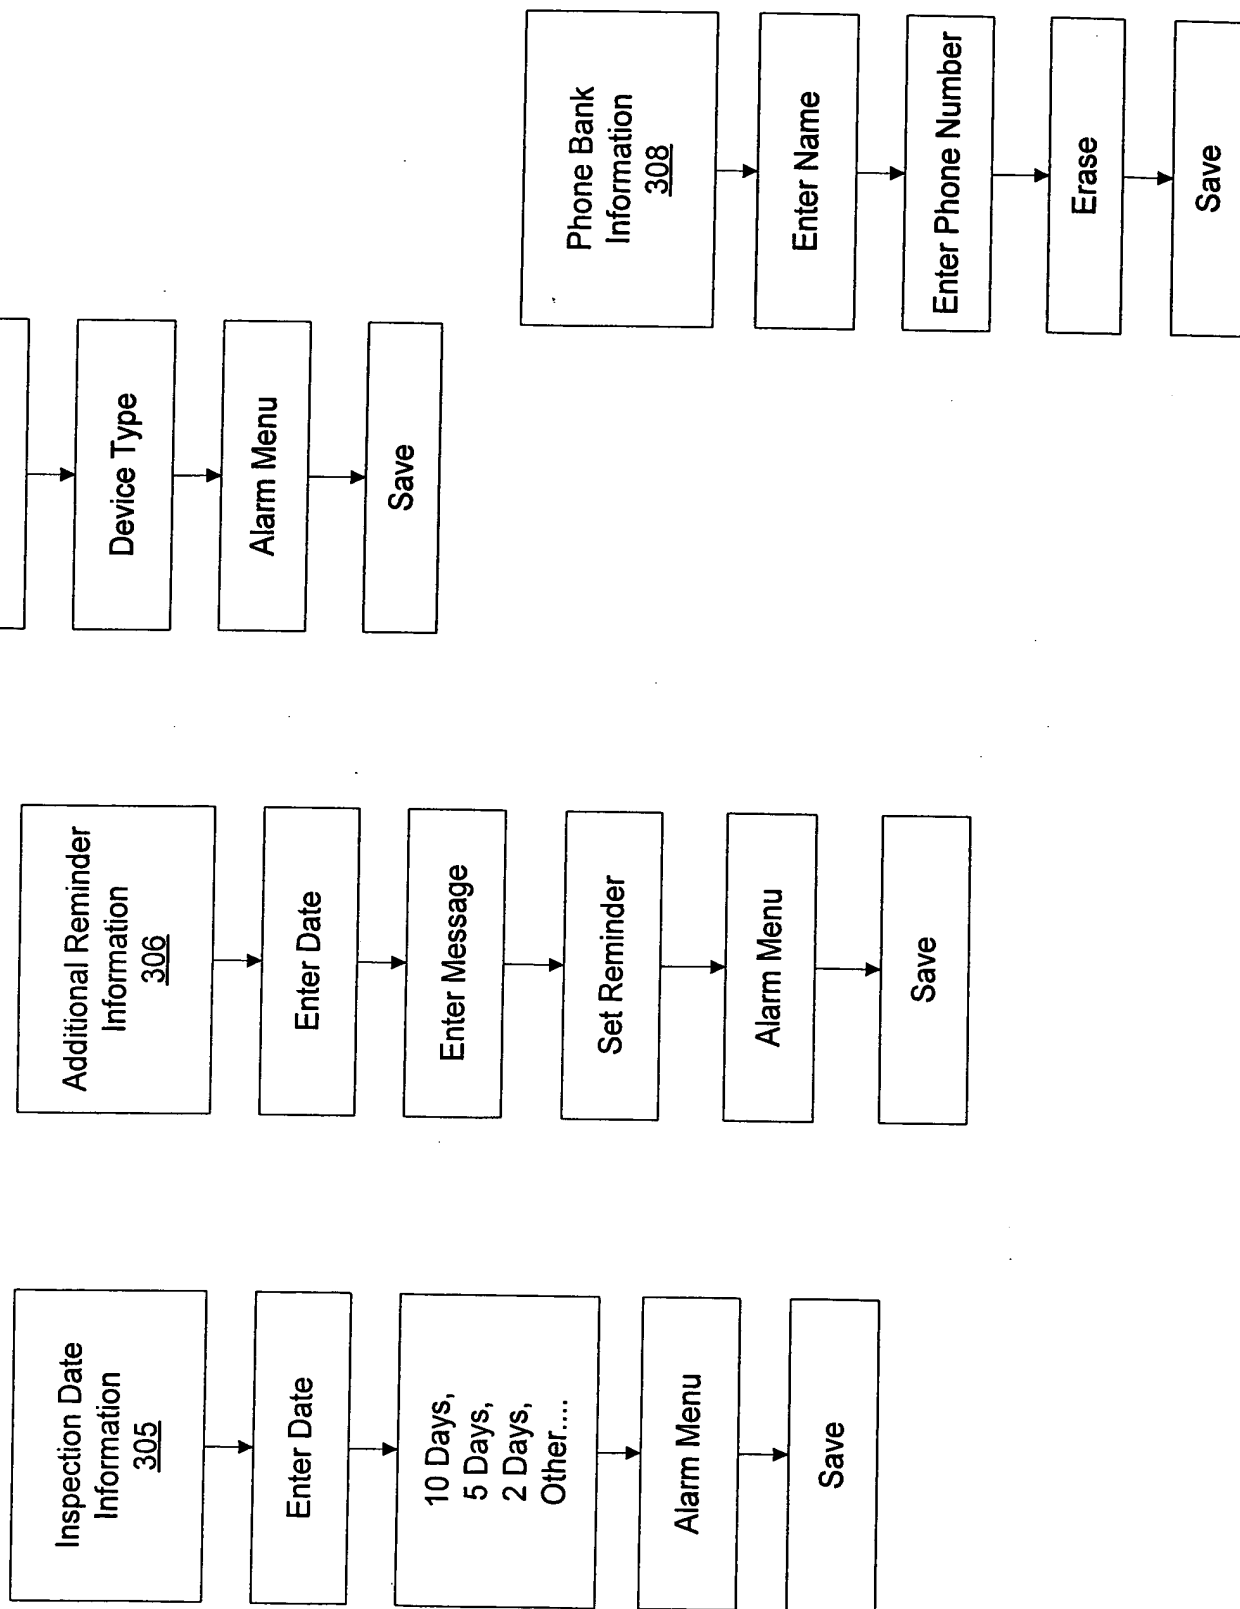 Inspection Date
Information
305
Enter Date
10 Days,
5 Days,
2 Days,
Other....
Alarm Menu
Save
Additional Reminder
Information
306
Enter Date
Enter Message
Set Reminder
Alarm Menu
Save
Device Type
Alarm Menu
Save
Phone Bank
Information
308
Enter Name
Enter Phone Number
Erase
Save